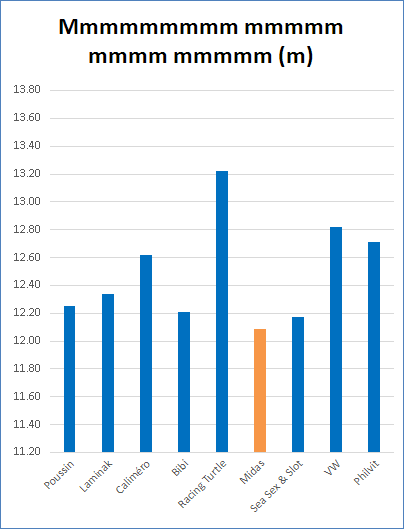 Mmmmmmmmm mmmmm
mmmm mmmmm (m)
13.80
13.60
13.40
13.20
13.00
12.80
12.60
12.40
12.20
12.00
11.80
11.60
11.40
11.20
Poussin
Laminak
Caliméro
Bibi
Racing Turtle
Midas
Sea Sex & Slot
VW
Philvit